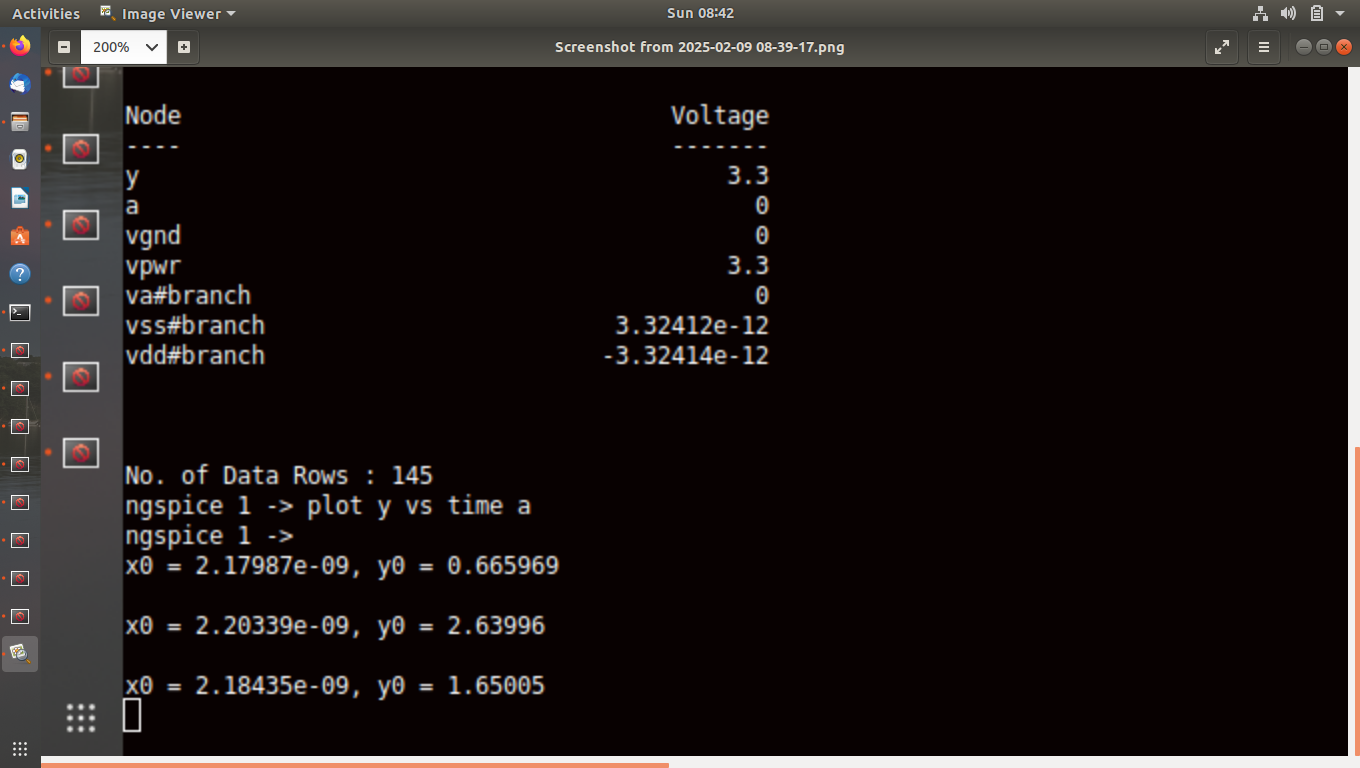 Activities Image Viewer Sun 08:42
200% Screenshot from 2025-02-09 08-39-17.png
Node Voltage
---- -------
y 3.3
a 0
vgnd 0
vpwr 3.3
va#branch 0
vss#branch 3.32412e-12
vdd#branch -3.32414e-12
No. of Data Rows : 145
ngspice 1 -> plot y vs time a
ngspice 1 ->
x0 = 2.17987e-09, y0 = 0.665969
x0 = 2.20339e-09, y0 = 2.63996
x0 = 2.18435e-09, y0 = 1.65005